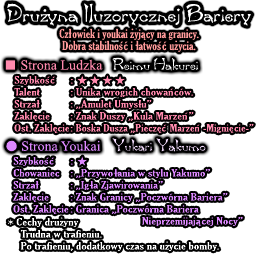 Drużyna Iluzorycznej Bariery
Człowiek i youkai żyjący na granicy.
Dobra stabilność i łatwość użycia.
Strona Ludzka Reimu Hakurei
Szybkość : ★★★★
Talent : Unika wrogich chowańców.
Strzał : „Amulet Umysłu”
Zaklęcie : Znak Duszy „Kula Marzeń”
Ost. Zaklęcie: Boska Dusza „Pieczęć Marzeń -Mignięcie-”
Strona Youkai Yukari Yakumo
Szybkość : ★
Chowaniec : „Przywołania w stylu Yakumo”
Strzał : „Igła Zjawirowania”
Zaklęcie : Znak Granicy „Poczwórna Bariera”
Ost. Zaklęcie: Granica „Poczwórna Bariera
* Cechy drużyny Nieprzemijającej Nocy”
Trudna w trafieniu.
Po trafieniu, dodatkowy czas na użycie bomby.